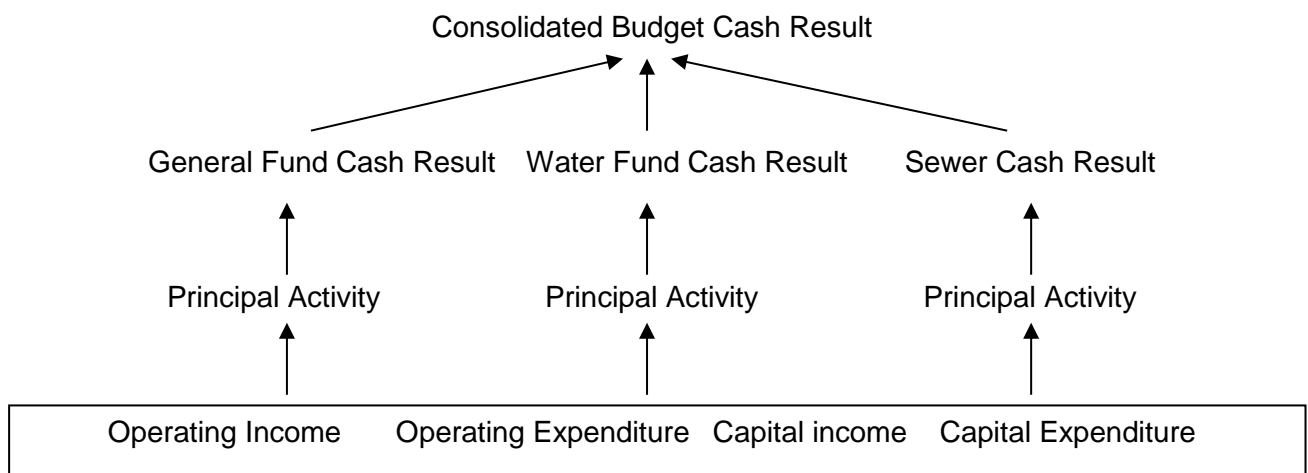 Consolidated Budget Cash Result
General Fund Cash Result Water Fund Cash Result Sewer Cash Result
Principal Activity Principal Activity Principal Activity
Operating Income Operating Expenditure Capital income Capital Expenditure